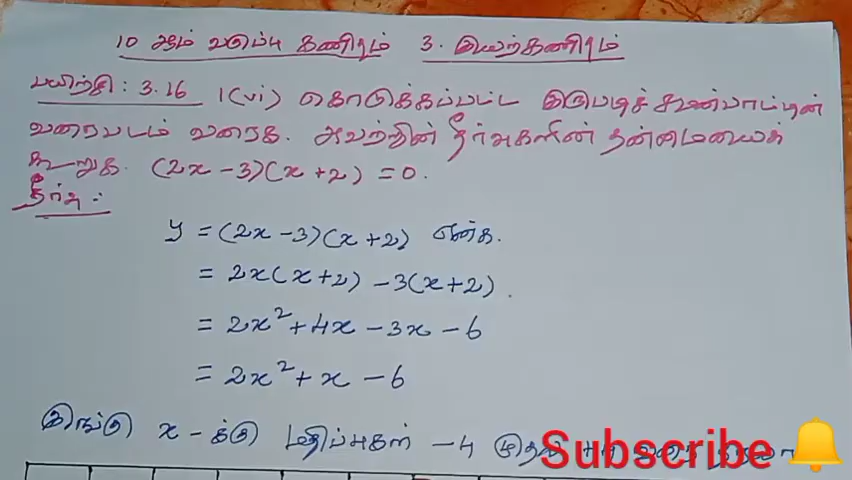 10 ஆம் வகுப்பு கணிதம் 3. இயற்கணிதம்
பயிற்சி : 3.16 1(vi) கொடுக்கப்பட்ட இருபடிச் சமன்பாட்டின்
வரைபடம் வரைக. அவற்றின் தீர்வுகளின் தன்மையைக்
கூறுக. (2x - 3)(x + 2) = 0.
தீர்வு :-
y = (2x - 3)(x + 2) என்க.
= 2x(x + 2) - 3(x + 2).
= 2x² + 4x - 3x - 6
= 2x² + x - 6
இங்கு x - க்கு மதிப்புகள் - 4 முதல்
Subscribe